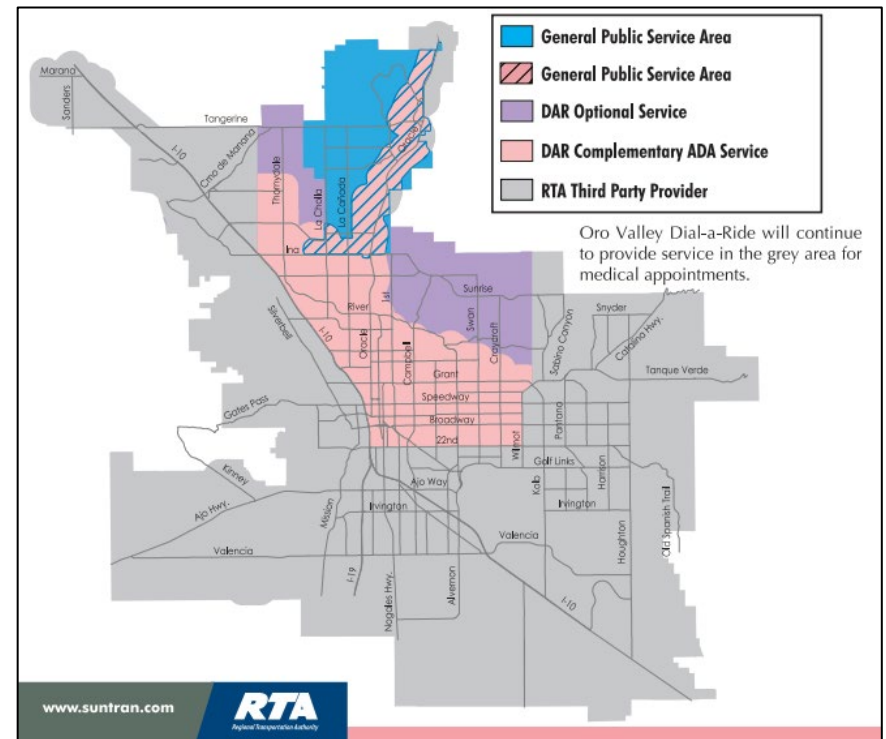 General Public Service Area
General Public Service Area
DAR Optional Service
DAR Complementary ADA Service
RTA Third Party Provider
Oro Valley Dial-a-Ride will continue
to provide service in the grey area for
medical appointments.
Marana
Sanders
I-10
Tangerine
Cmo de Manana
Thornydale
La Cholla
La Cañada
Oracle
Ina
Silverbell
I-10
River
Oracle
1st
Campbell
Sunrise
Swan
Craycroft
Sabino Canyon
Snyder
Catalina Hwy.
Tanque Verde
Grant
Speedway
Broadway
22nd
Wilmot
Pantano
Gates Pass
Kinney
Ajo Hwy.
Mission
Ajo Way
Irvington
Valencia
I-19
Nogales Hwy.
Alvernon
Golf Links
Kolb
Irvington
Harrison
Valencia
Houghton
Old Spanish Trail
I-10
www.suntran.com
RTA
Regional Transportation Authority